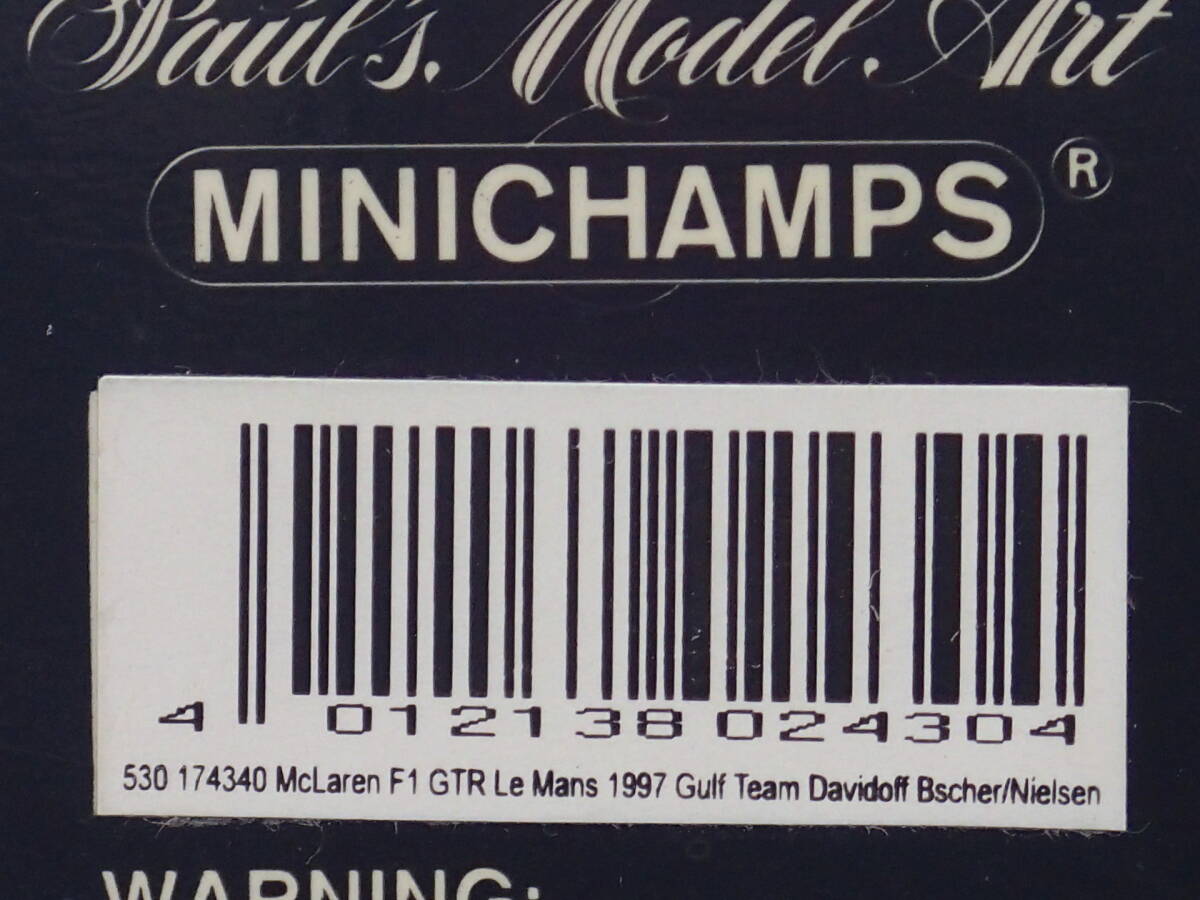 Paul's. Model. Art
MINICHAMPS ®
4 012138 024304
530 174340 McLaren F1 GTR Le Mans 1997 Gulf Team Davidoff Bscher/Nielsen
WARNING: